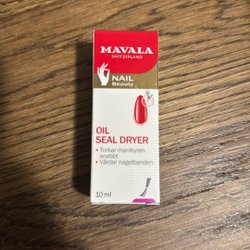 MAVALA
SWITZERLAND
NAIL
Beauty
OIL
SEAL DRYER
• Torkar manikyren
snabbt
• Vårdar nagelbanden
10 ml